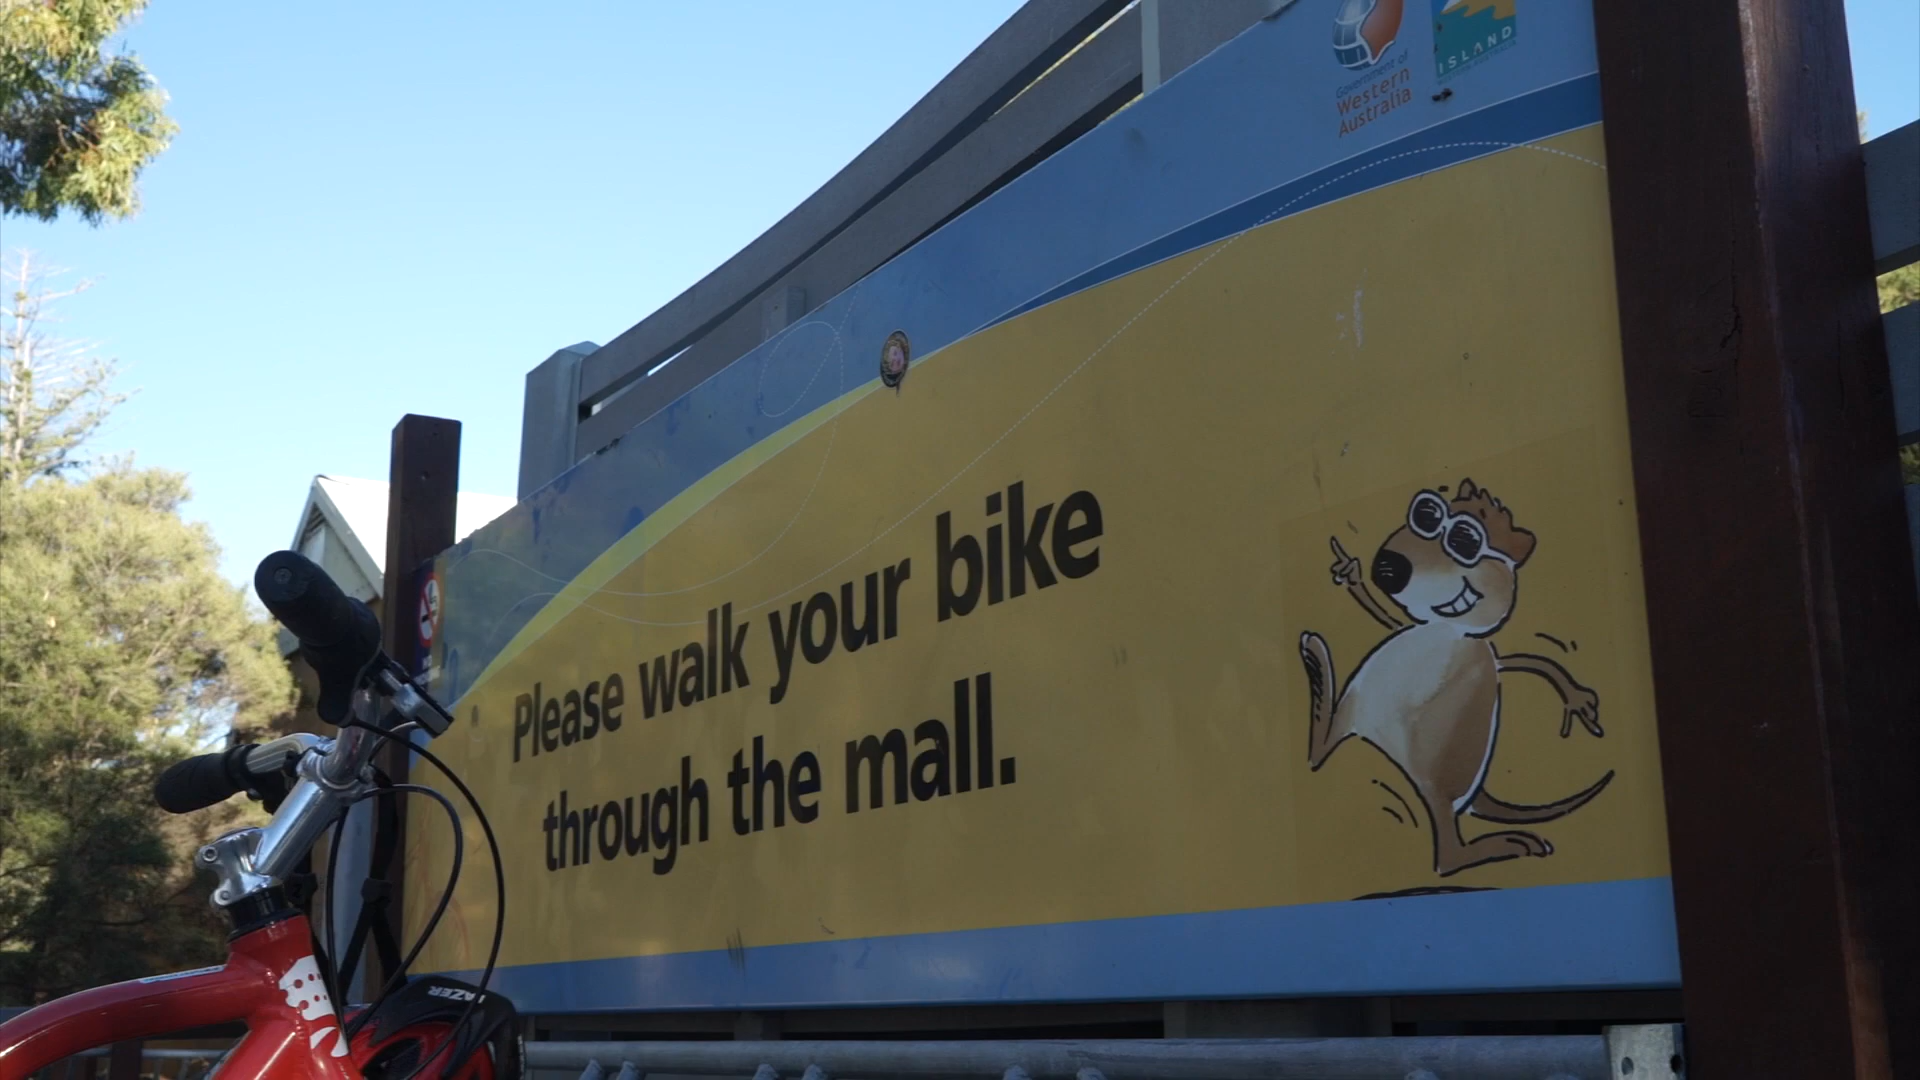 Government of
Western
Australia
ISLAND
Please walk your bike
through the mall.
LAZER